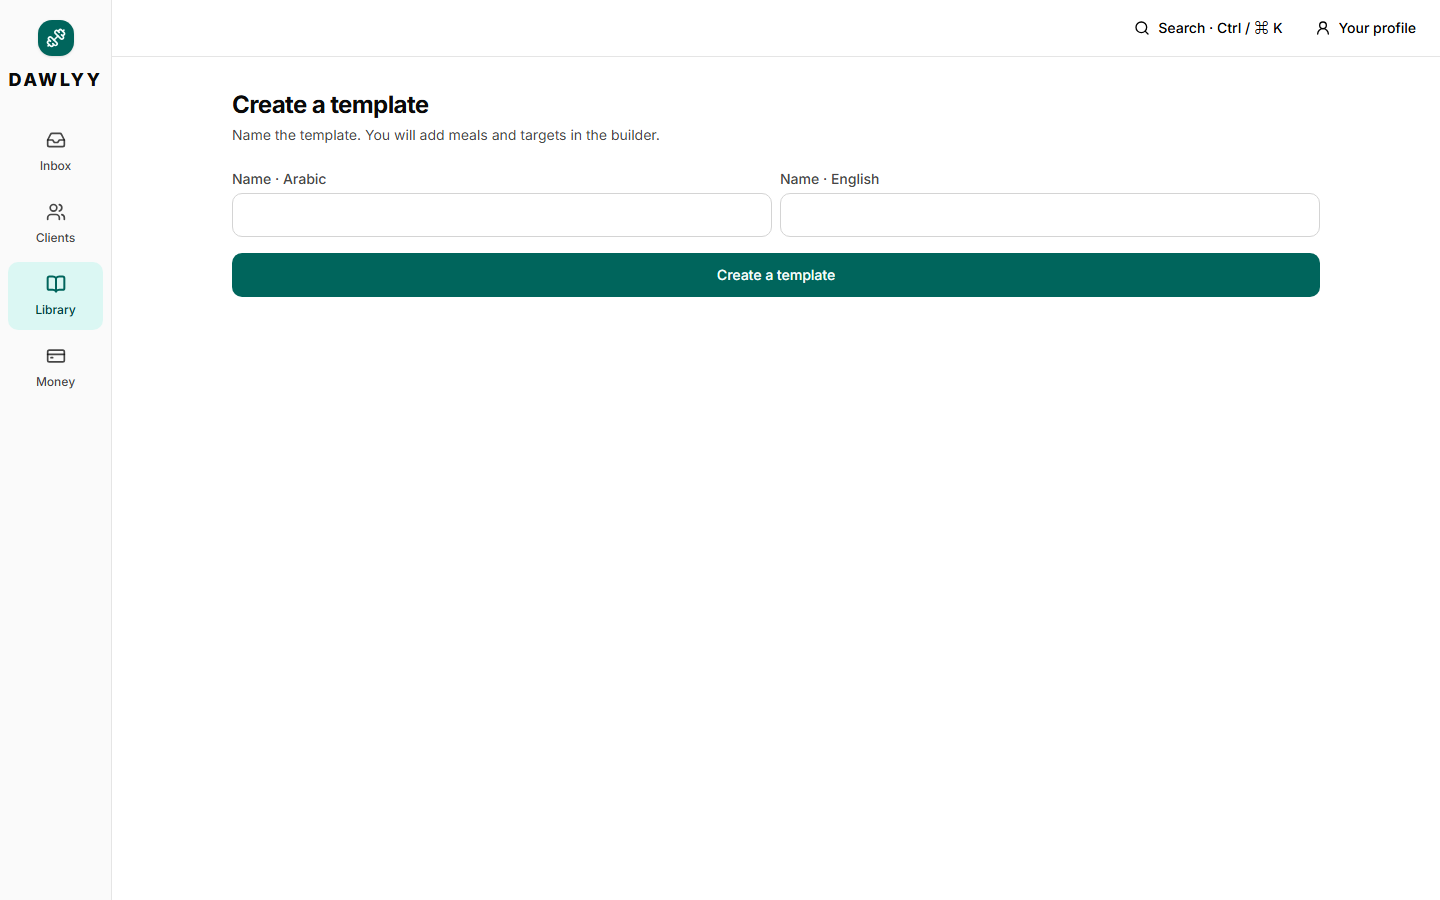 DAWLYY
Inbox
Clients
Library
Money
Search · Ctrl / ⌘ K
Your profile
Create a template
Name the template. You will add meals and targets in the builder.
Name · Arabic
Name · English
Create a template